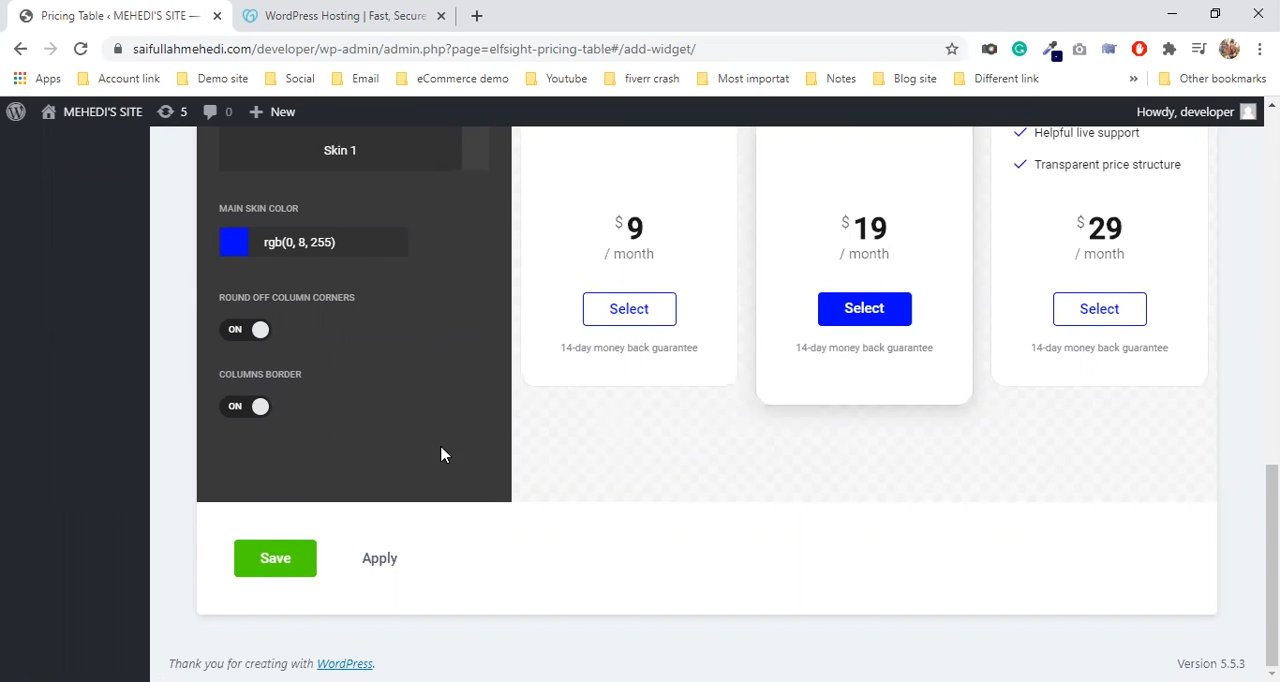 Pricing Table ‹ MEHEDI'S SITE —
WordPress Hosting | Fast, Secure
saifullahmehedi.com/developer/wp-admin/admin.php?page=elfsight-pricing-table#/add-widget/
Apps
Account link
Demo site
Social
Email
eCommerce demo
Youtube
fiverr crash
Most importat
Notes
Blog site
Different link
»
Other bookmarks
MEHEDI'S SITE
5
0
New
Howdy, developer
Skin 1
Helpful live support
Transparent price structure
MAIN SKIN COLOR
rgb(0, 8, 255)
$ 9
/ month
$ 19
/ month
$ 29
/ month
ROUND OFF COLUMN CORNERS
ON
Select
Select
Select
14-day money back guarantee
14-day money back guarantee
14-day money back guarantee
COLUMNS BORDER
ON
Save
Apply
Thank you for creating with WordPress.
Version 5.5.3